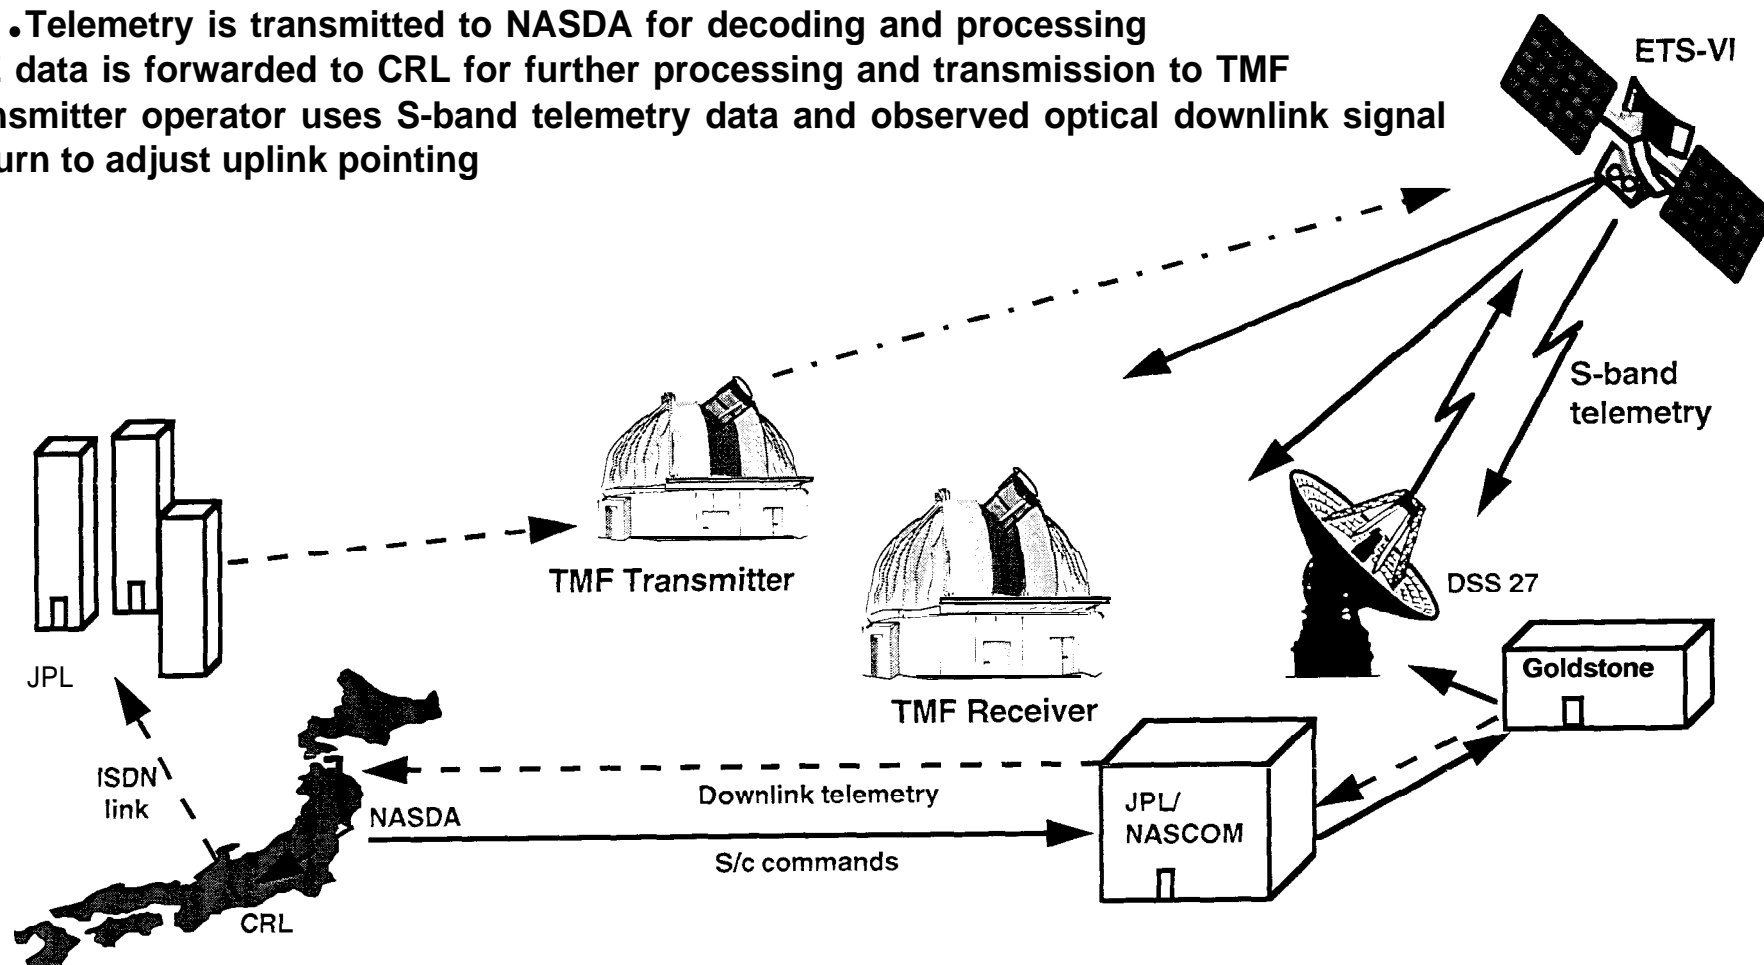 •Telemetry is transmitted to NASDA for decoding and processing
data is forwarded to CRL for further processing and transmission to TMF
nsmitter operator uses S-band telemetry data and observed optical downlink signal
urn to adjust uplink pointing
ETS-VI
S-band
telemetry
TMF Transmitter
DSS 27
JPL
Goldstone
TMF Receiver
ISDN
link
NASDA
Downlink telemetry
JPL/
NASCOM
S/c commands
CRL